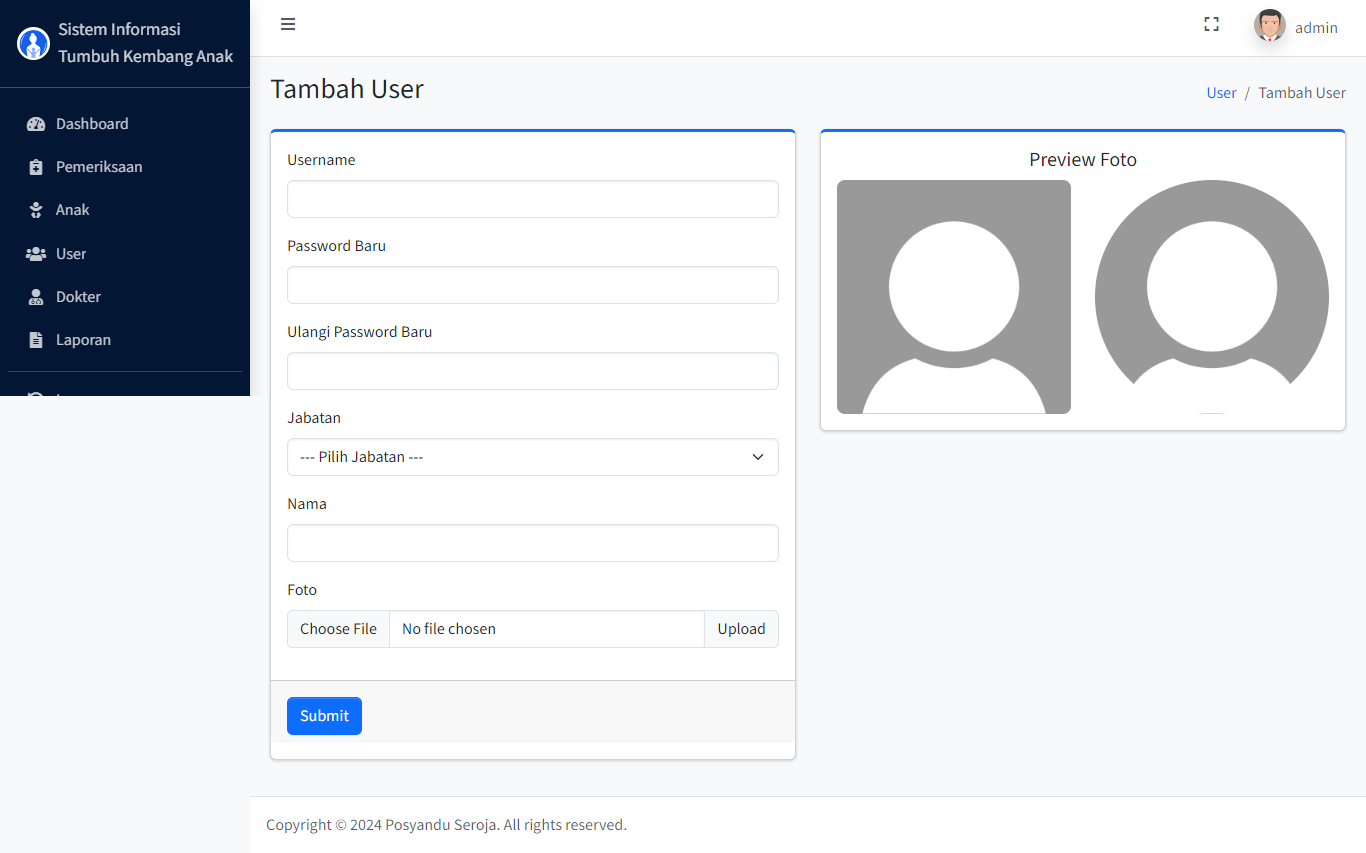 Sistem Informasi
Tumbuh Kembang Anak
Dashboard
Pemeriksaan
Anak
User
Dokter
Laporan
admin
Tambah User
User / Tambah User
Username
Password Baru
Ulangi Password Baru
Jabatan
--- Pilih Jabatan ---
Nama
Foto
Choose File No file chosen Upload
Submit
Preview Foto
Copyright © 2024 Posyandu Seroja. All rights reserved.